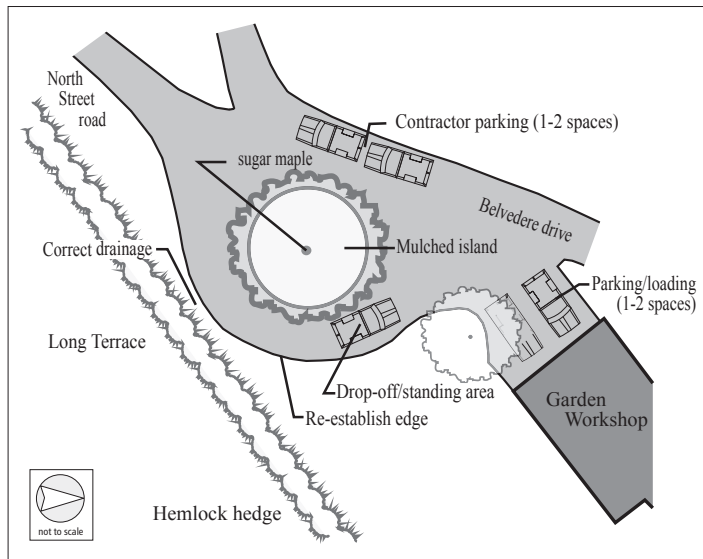 North
Street
road
Contractor parking (1-2 spaces)
sugar maple
Belvedere drive
Mulched island
Correct drainage
Parking/loading
(1-2 spaces)
Long Terrace
Drop-off/standing area
Re-establish edge
Garden
Workshop
Hemlock hedge
not to scale